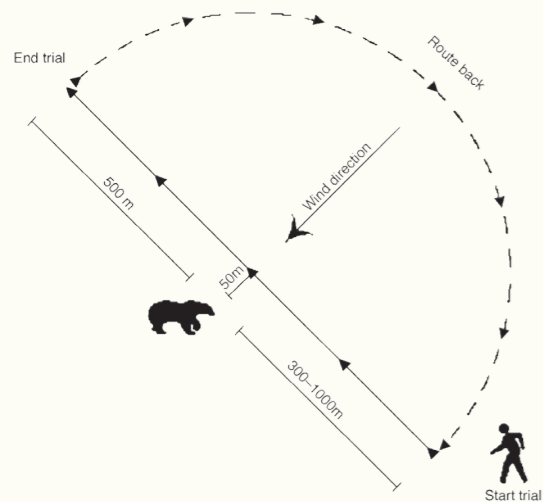 End trial
Route back
500 m
Wind direction
50m
300–1000m
Start trial